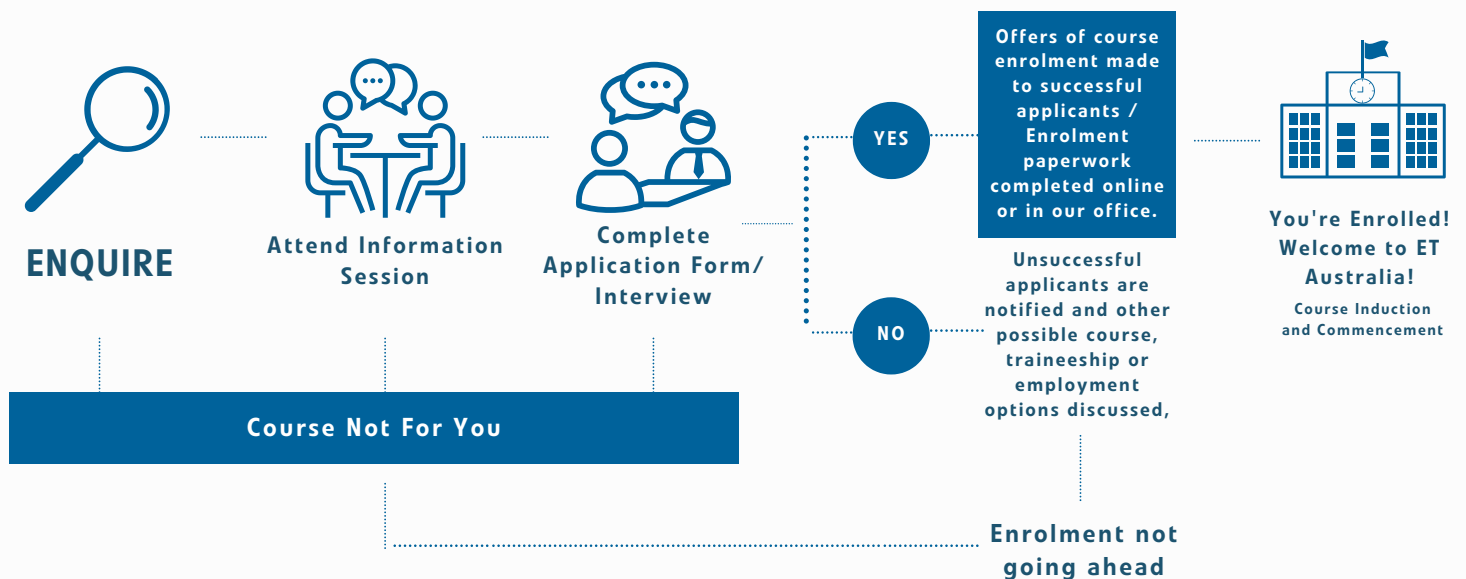 ENQUIRE
Attend Information
Session
Complete
Application Form/
Interview
YES
Offers of course
enrolment made
to successful
applicants /
Enrolment
paperwork
completed online
or in our office.
NO
Unsuccessful
applicants are
notified and other
possible course,
traineeship or
employment
options discussed,
You're Enrolled!
Welcome to ET
Australia!
Course Induction
and Commencement
Course Not For You
Enrolment not
going ahead